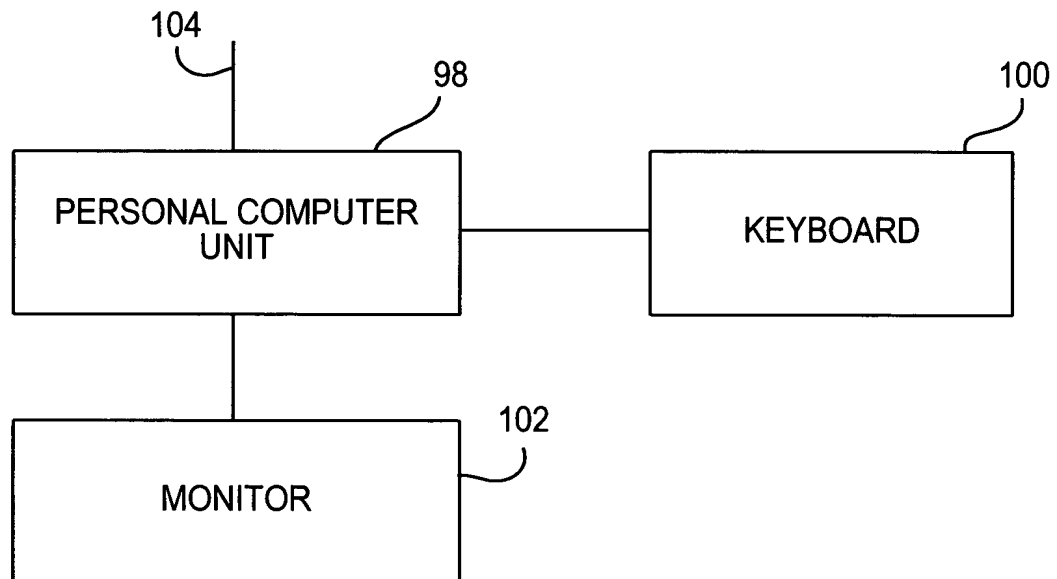 104
98
100
PERSONAL COMPUTER
UNIT
KEYBOARD
102
MONITOR